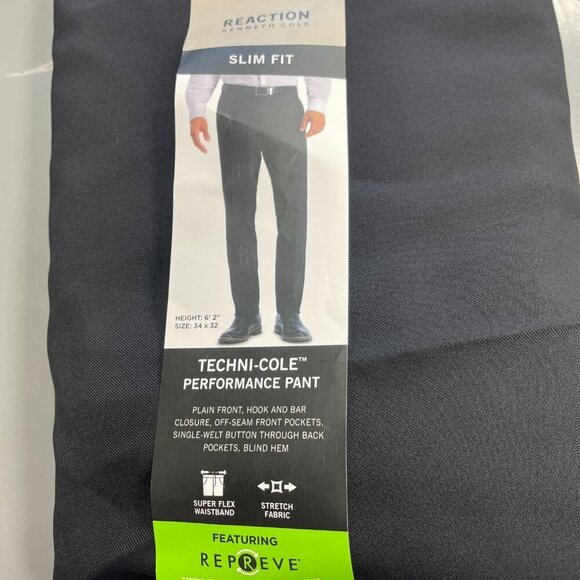 REACTION
KENNETH COLE
SLIM FIT
HEIGHT: 6' 2"
SIZE: 34 x 32
TECHNI-COLE™
PERFORMANCE PANT
PLAIN FRONT, HOOK AND BAR
CLOSURE, OFF-SEAM FRONT POCKETS,
SINGLE-WELT BUTTON THROUGH BACK
POCKETS, BLIND HEM
SUPER FLEX
WAISTBAND
STRETCH
FABRIC
FEATURING
REPREVE